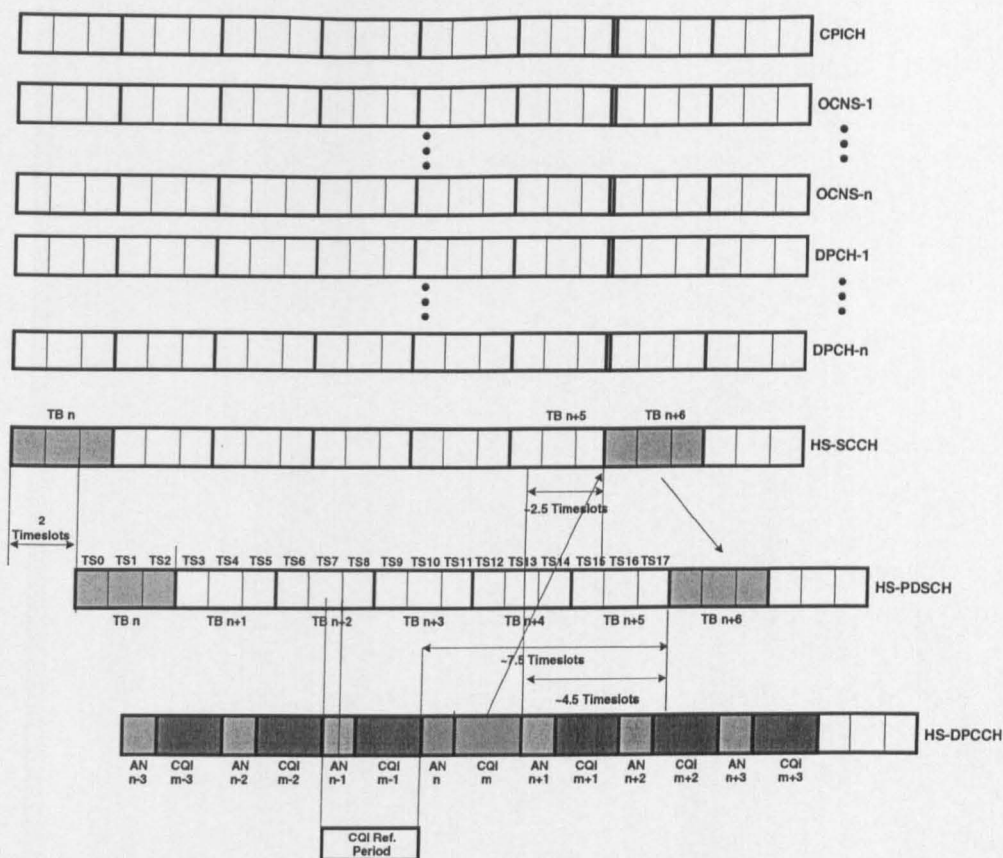 CPICH
OCNS-1
OCNS-n
DPCH-1
DPCH-n
TB n
TB n+5
TB n+6
HS-SCCH
~2.5 Timeslots
2
Timeslots
TS0 TS1 TS2 TS3 TS4 TS5 TS6 TS7 TS8 TS9 TS10 TS11 TS12 TS13 TS14 TS15 TS16 TS17
HS-PDSCH
TB n TB n+1 TB n+2 TB n+3 TB n+4 TB n+5 TB n+6
~7.5 Timeslots
~4.5 Timeslots
HS-DPCCH
AN CQI AN CQI AN CQI AN CQI AN CQI AN CQI AN CQI
n-3 m-3 n-2 m-2 n-1 m-1 n m n+1 m+1 n+2 m+2 n+3 m+3
CQI Ref.
Period